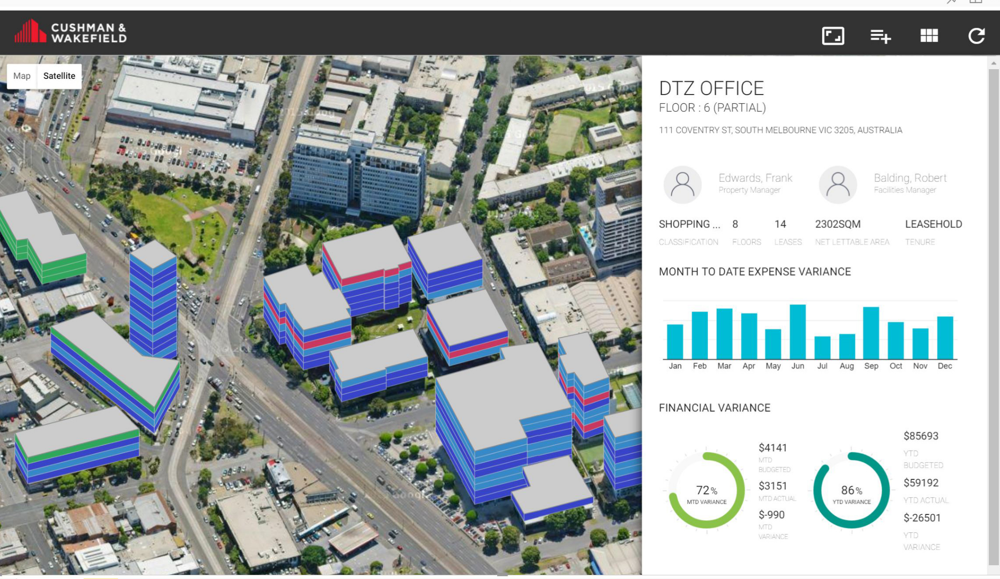 CUSHMAN &
WAKEFIELD
Map Satellite
DTZ OFFICE
FLOOR : 6 (PARTIAL)
111 COVENTRY ST, SOUTH MELBOURNE VIC 3205, AUSTRALIA
Edwards, Frank
Property Manager
Balding, Robert
Facilities Manager
SHOPPING ... 8 14 2302SQM LEASEHOLD
CLASSIFICATION FLOORS LEASES NET LETTABLE AREA TENURE
MONTH TO DATE EXPENSE VARIANCE
Jan Feb Mar Apr May Jun Jul Aug Sep Oct Nov Dec
FINANCIAL VARIANCE
72%
MTD VARIANCE
$4141
MTD
BUDGETED
$3151
MTD ACTUAL
$-990
MTD
VARIANCE
86%
YTD VARIANCE
$85693
YTD
BUDGETED
$59192
YTD ACTUAL
$-26501
YTD
VARIANCE